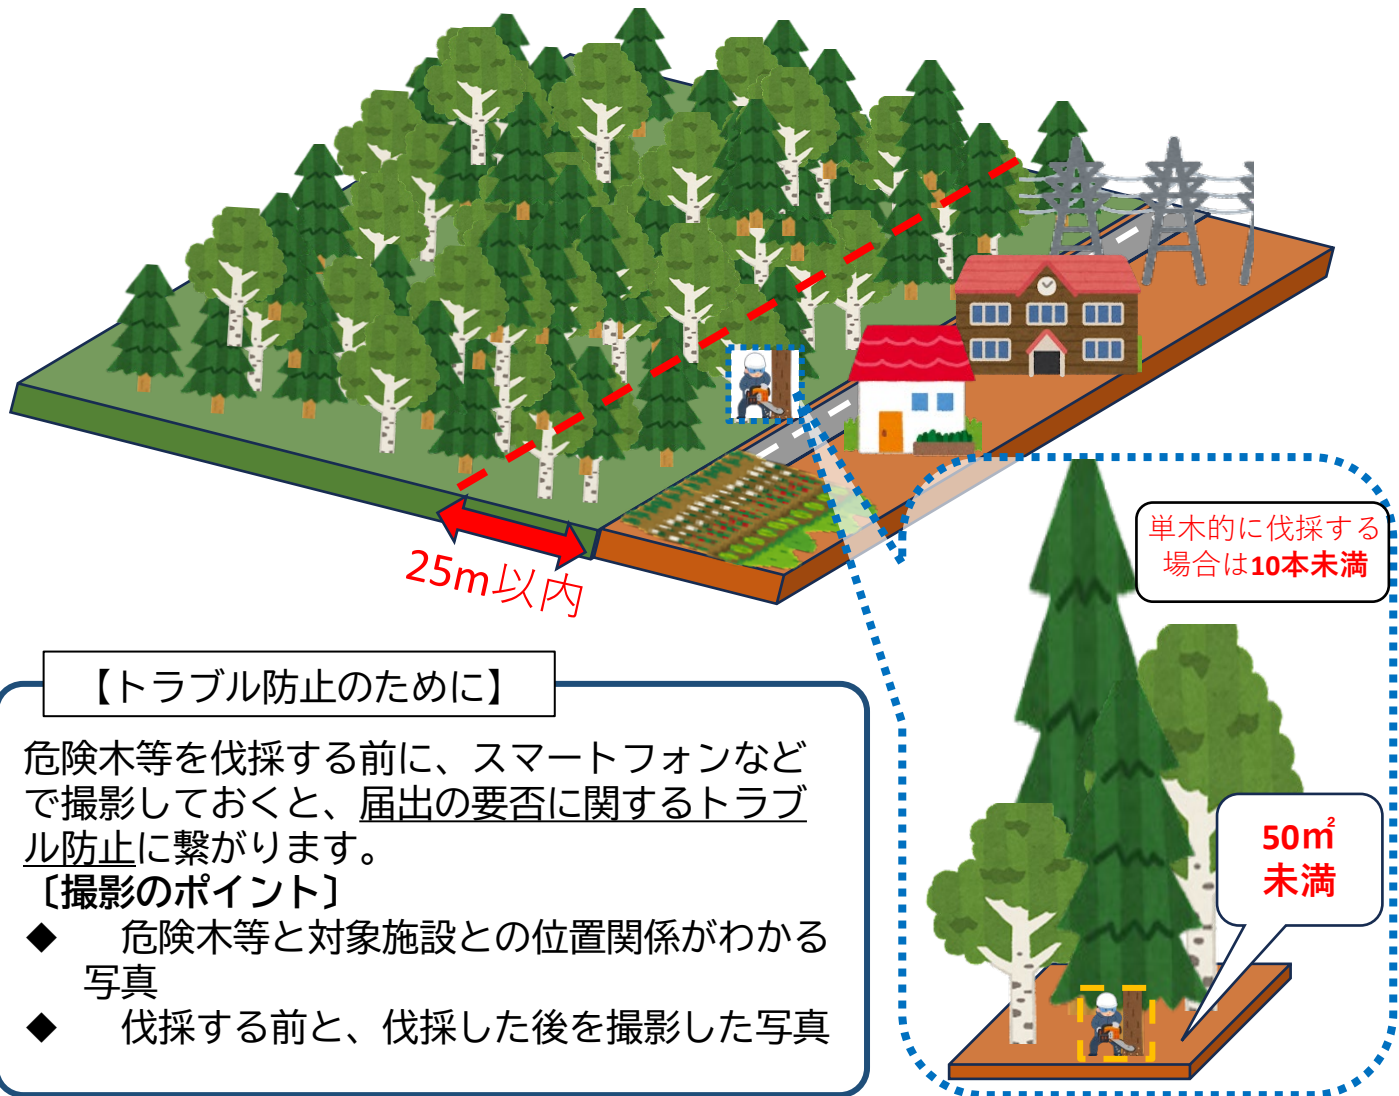 25m以内
単木的に伐採する
場合は10本未満
50㎡
未満
【トラブル防止のために】
危険木等を伐採する前に、スマートフォンなど
で撮影しておくと、届出の要否に関するトラブ
ル防止に繋がります。
〔撮影のポイント〕
◆ 危険木等と対象施設との位置関係がわかる
写真
◆ 伐採する前と、伐採した後を撮影した写真